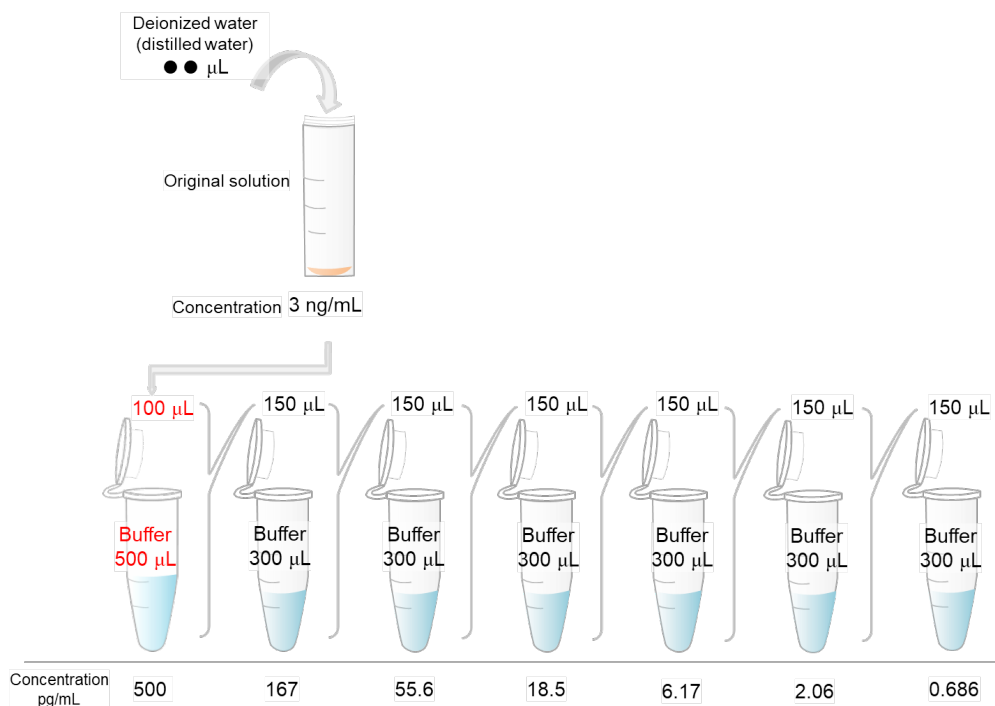 Deionized water
(distilled water)
●● μL
Original solution
Concentration 3 ng/mL
100 μL 150 μL 150 μL 150 μL 150 μL 150 μL 150 μL
Buffer Buffer Buffer Buffer Buffer Buffer Buffer
500 μL 300 μL 300 μL 300 μL 300 μL 300 μL 300 μL
Concentration
pg/mL
500 167 55.6 18.5 6.17 2.06 0.686